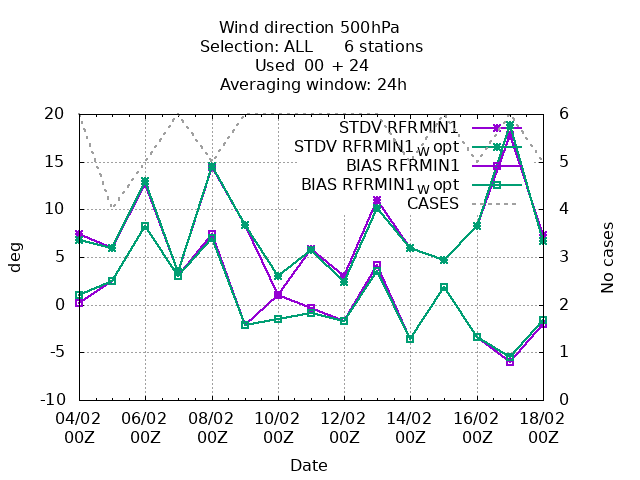 Wind direction 500hPa
Selection: ALL      6 stations
Used  00 + 24
Averaging window: 24h
20
15
10
5
0
-5
-10
deg
STDV RFRMIN1
STDV RFRMIN1w opt
BIAS RFRMIN1
BIAS RFRMIN1w opt
CASES
6
5
4
3
2
1
0
No cases
04/02 06/02 08/02 10/02 12/02 14/02 16/02 18/02
00Z 00Z 00Z 00Z 00Z 00Z 00Z 00Z
Date